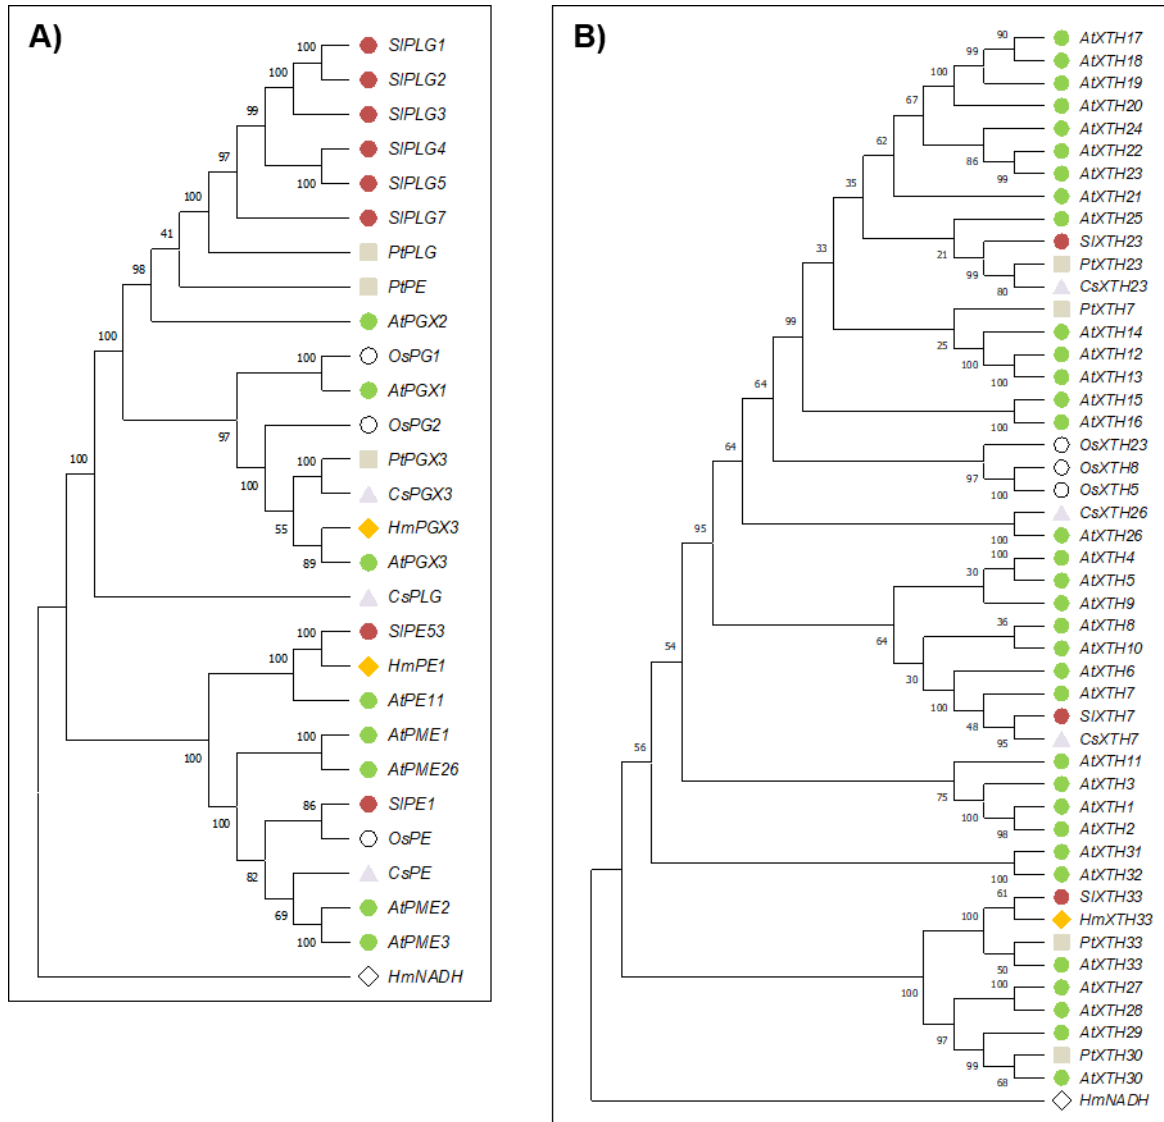 A)
100 SlPLG1
100 SlPLG2
99 SlPLG3
97 SlPLG4
100 SlPLG5
100 SlPLG7
41 PtPLG
98 PtPE
100 AtPGX2
100 OsPG1
AtPGX1
97 OsPG2
100 100 PtPGX3
100 CsPGX3
55 HmPGX3
89 AtPGX3
CsPLG
100 SlPE53
100 HmPE1
AtPE11
100 100 AtPME1
AtPME26
100 86 SlPE1
OsPE
82 CsPE
69 AtPME2
100 AtPME3
HmNADH
B)
90 AtXTH17
99 AtXTH18
100 AtXTH19
67 AtXTH20
62 AtXTH24
86 AtXTH22
99 AtXTH23
35 AtXTH21
AtXTH25
21 SlXTH23
33 99 PtXTH23
80 CsXTH23
99 PtXTH7
AtXTH14
25 AtXTH12
100 100 AtXTH13
64 AtXTH15
100 AtXTH16
64 OsXTH23
97 OsXTH8
100 OsXTH5
95 CsXTH26
100 AtXTH26
100 AtXTH4
30 AtXTH5
AtXTH9
36 AtXTH8
64 AtXTH10
54 30 AtXTH6
100 AtXTH7
48 SlXTH7
95 CsXTH7
56 AtXTH11
75 AtXTH3
100 AtXTH1
98 AtXTH2
AtXTH31
100 AtXTH32
61 SlXTH33
100 HmXTH33
PtXTH33
50 AtXTH33
100 100 AtXTH27
AtXTH28
97 AtXTH29
99 PtXTH30
68 AtXTH30
HmNADH